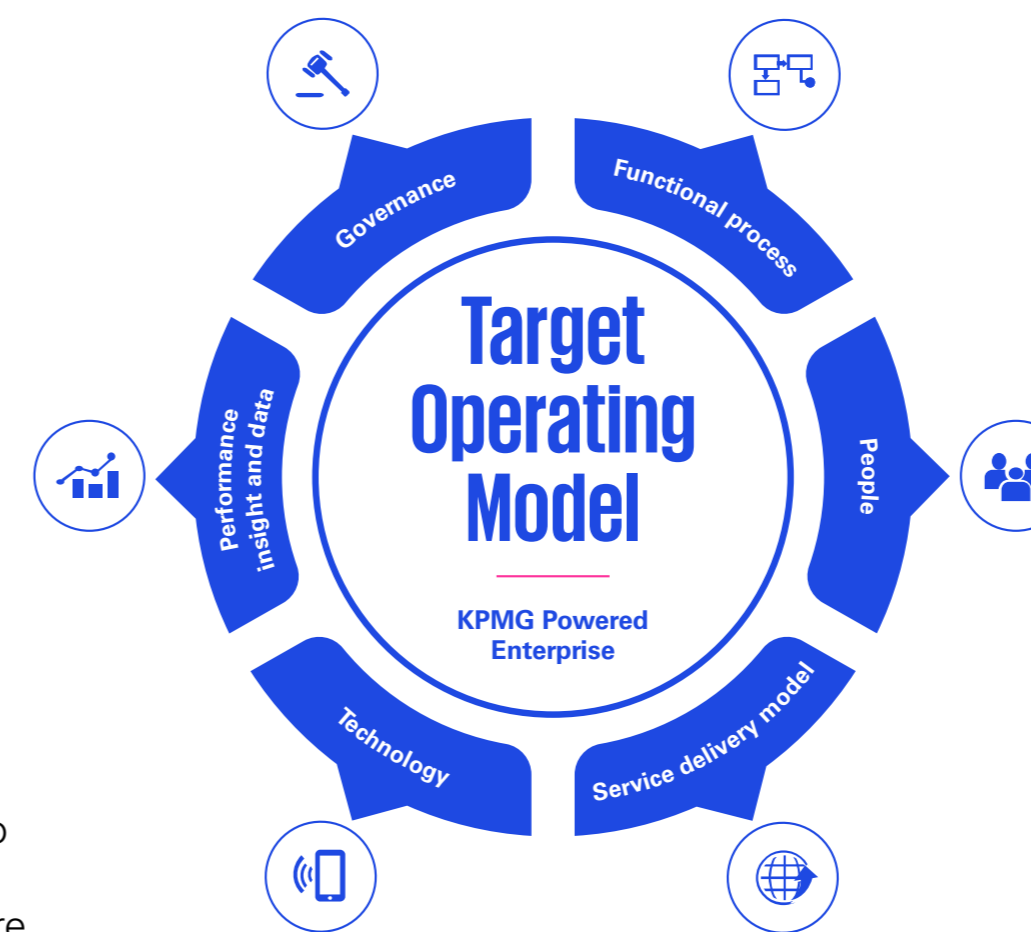 Governance
Functional process
Performance
insight and data
People
Target
Operating
Model
KPMG Powered
Enterprise
Technology
Service delivery model